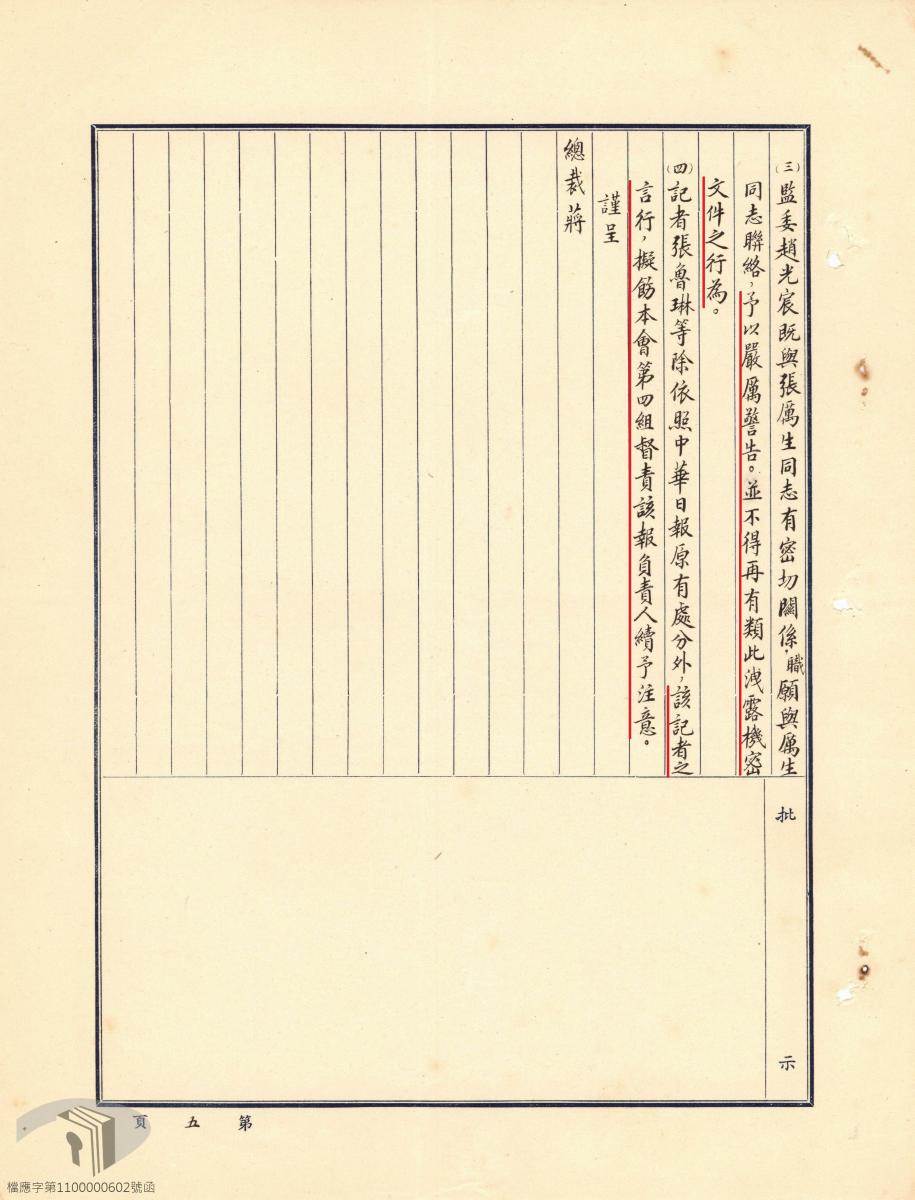 (三)監委趙光宸既與張厲生同志有密切關係，職願與厲生
同志聯絡，予以嚴厲警告。並不得再有類此洩露機密
文件之行為。
(四)記者張魯琳等除依照中華日報原有處分外，該記者之
言行，擬飭本會第四組督責該報負責人續予注意。
謹呈
總裁蔣
批示
第五頁
檔應字第1100000602號函